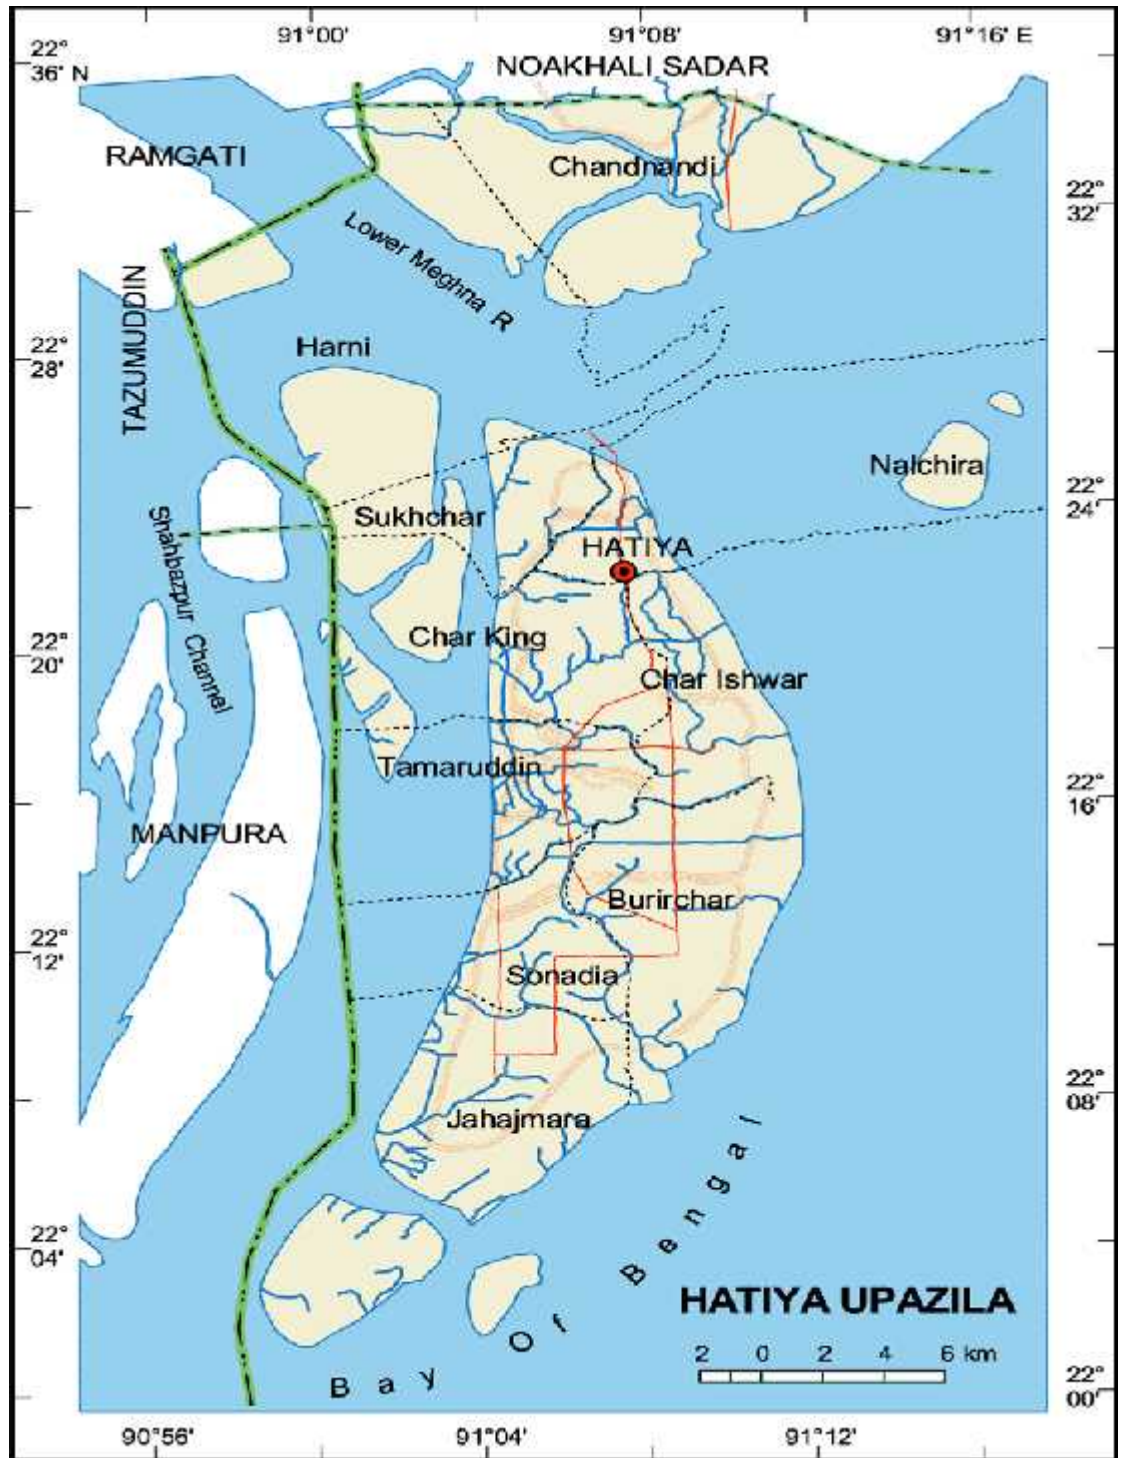 91°00' 91°08' 91°16' E
22°
36' N
NOAKHALI SADAR
RAMGATI
Chandnandi
22°
32'
Lower Meghna R
TAZUMUDDIN
22°
28'
Harni
Nalchira
22°
24'
Sukhchar
Shahbazpur Channel
HATIYA
22°
20'
Char King
Char Ishwar
Tamaruddin
22°
16'
MANPURA
Burirchar
22°
12'
Sonadia
22°
08'
Jahajmara
22°
04'
Bay Of Bengal
HATIYA UPAZILA
2 0 2 4 6 km
22°
00'
90°56' 91°04' 91°12'